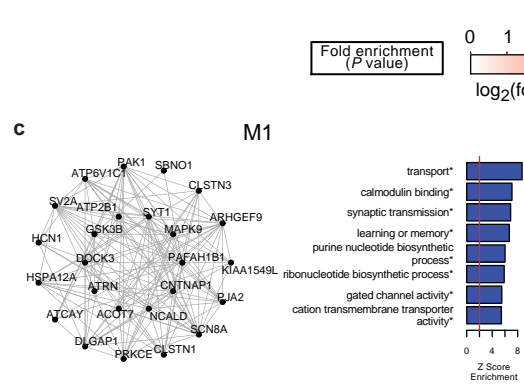 Fold enrichment
(P value)
0 1
log2(fo
c
M1
PAK1
SBNO1
ATP6V1C1
CLSTN3
SV2A
ATP2B1
SYT1
ARHGEF9
GSK3B
MAPK9
HCN1
DOCK3
PAFAH1B1
KIAA1549L
HSPA12A
ATRN
CNTNAP1
PJA2
ATCAY
ACOT7
NCALD
SCN8A
DLGAP1
PRKCE
CLSTN1
transport*
calmodulin binding*
synaptic transmission*
learning or memory*
purine nucleotide biosynthetic
process*
ribonucleotide biosynthetic process*
gated channel activity*
cation transmembrane transporter
activity*
0 4 8
Z Score
Enrichment